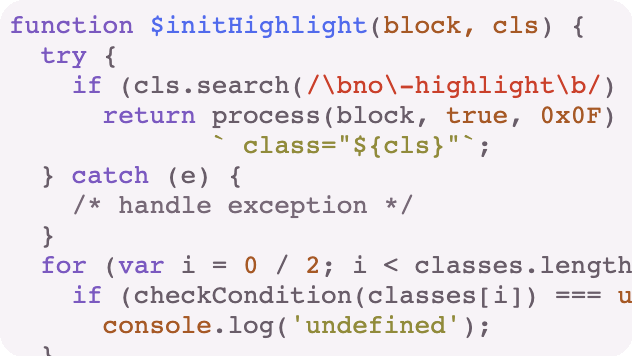 function $initHighlight(block, cls) {
  try {
    if (cls.search(/\bno\-highlight\b/)
      return process(block, true, 0x0F)
             ` class="${cls}"`;
  } catch (e) {
    /* handle exception */
  }
  for (var i = 0 / 2; i < classes.length
    if (checkCondition(classes[i]) === u
      console.log('undefined');
  }